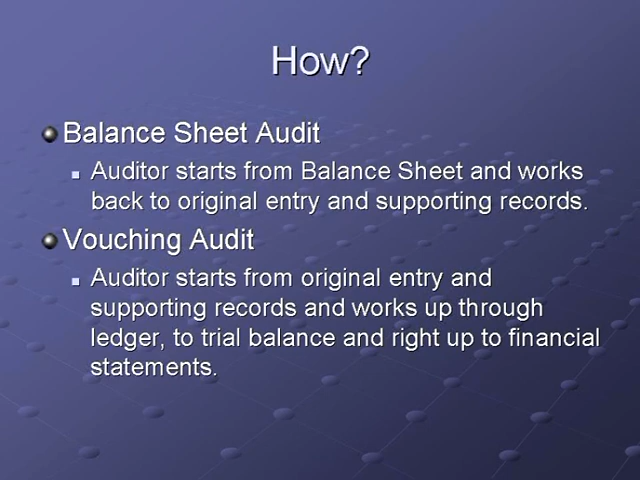 How?
Balance Sheet Audit
Auditor starts from Balance Sheet and works
back to original entry and supporting records.
Vouching Audit
Auditor starts from original entry and
supporting records and works up through
ledger, to trial balance and right up to financial
statements.